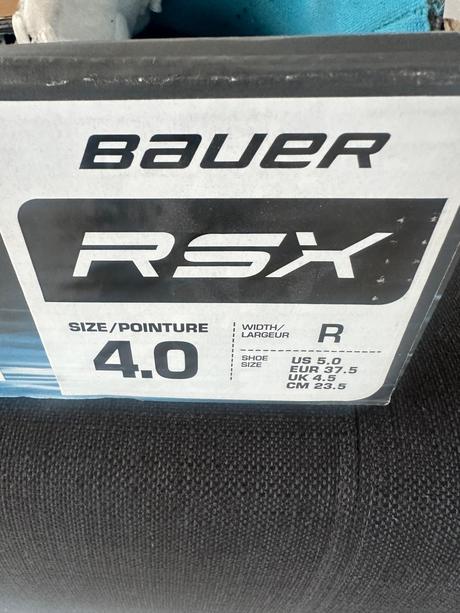 BAUER
RSX
SIZE/POINTURE
4.0
WIDTH/
LARGEUR
R
SHOE
SIZE
US 5.0
EUR 37.5
UK 4.5
CM 23.5